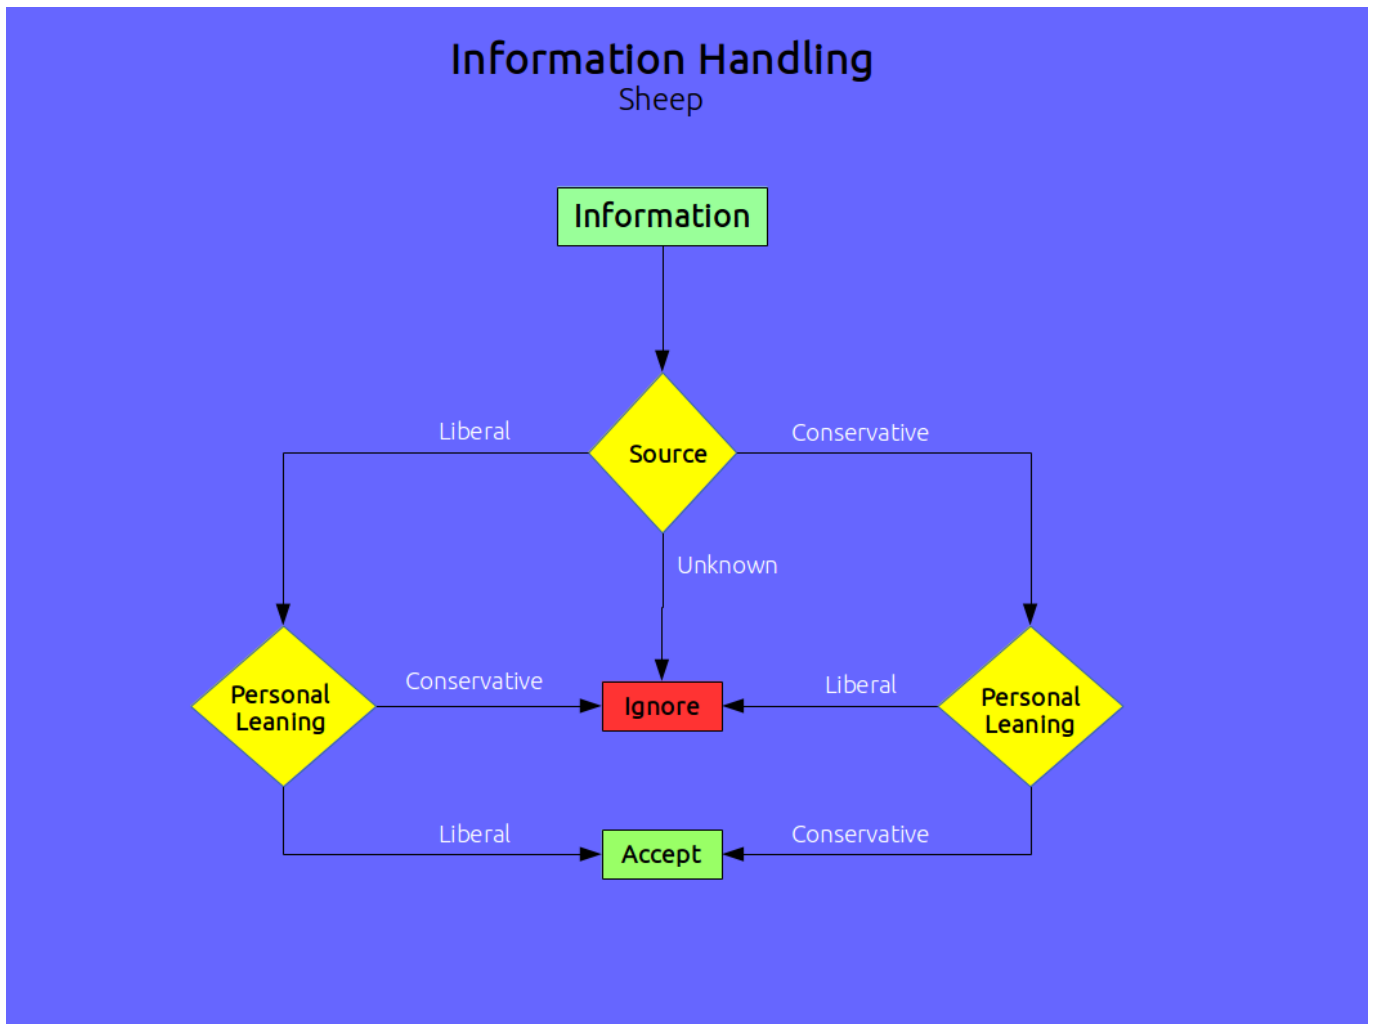 Information Handling
Sheep
Information
Liberal
Conservative
Source
Unknown
Personal
Leaning
Conservative
Ignore
Liberal
Personal
Leaning
Liberal
Accept
Conservative